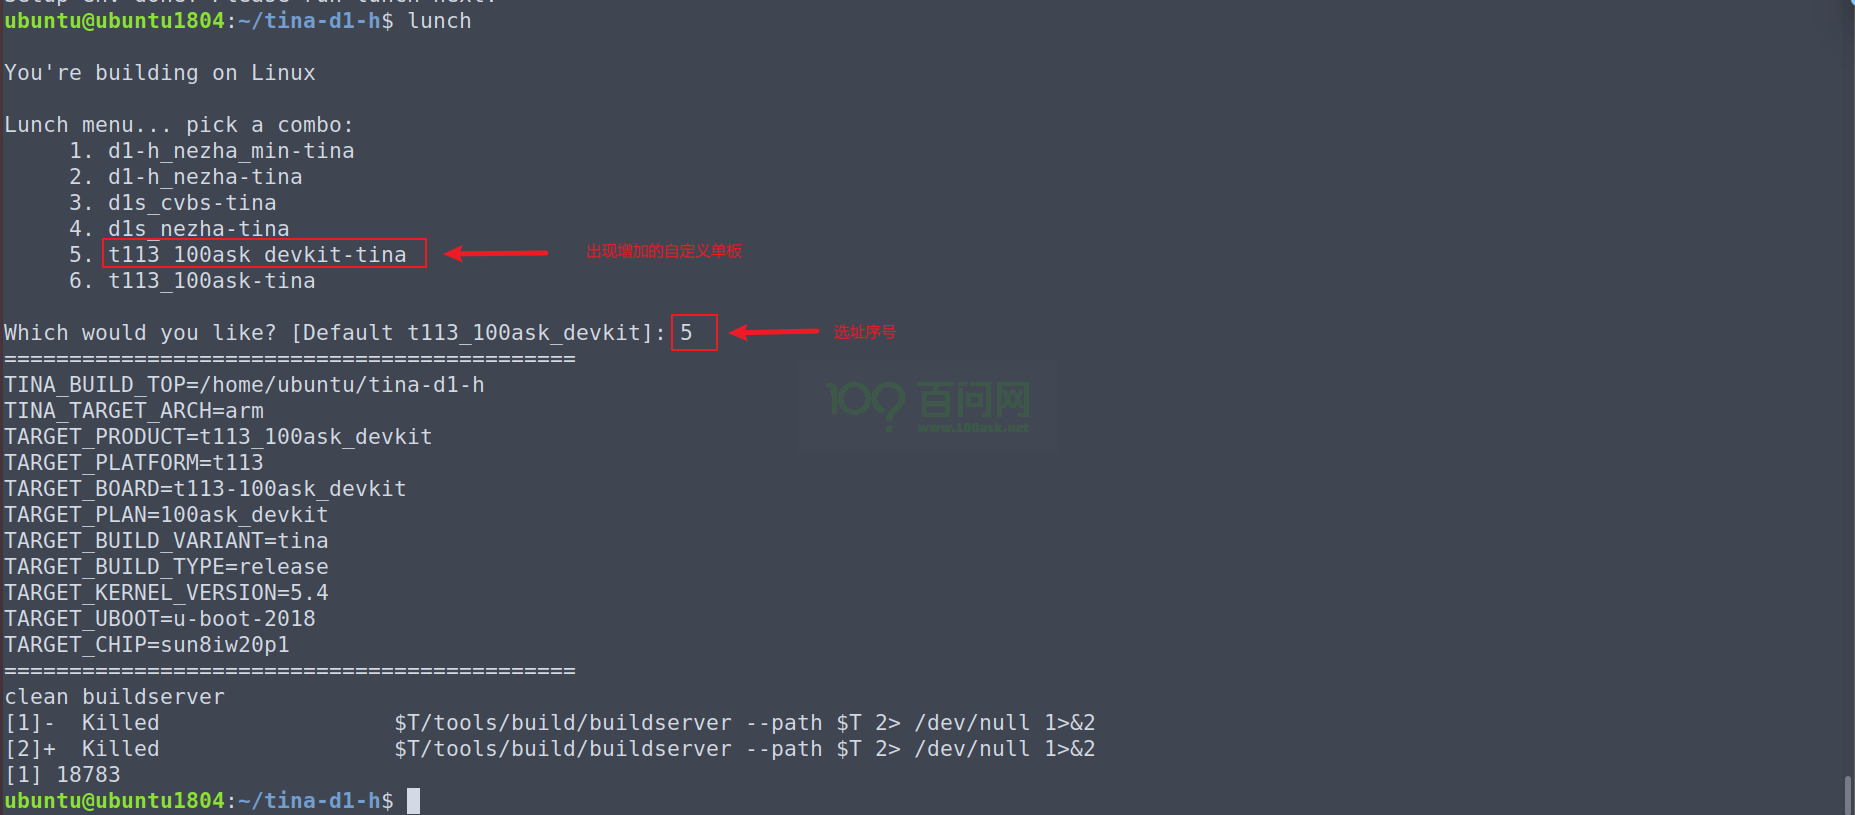 ubuntu@ubuntu1804:~/tina-d1-h$ lunch
You're building on Linux
Lunch menu... pick a combo:
1. d1-h_nezha_min-tina
2. d1-h_nezha-tina
3. d1s_cvbs-tina
4. d1s_nezha-tina
5. t113_100ask_devkit-tina 出现增加的自定义单板
6. t113_100ask-tina
Which would you like? [Default t113_100ask_devkit]: 5 选址序号
============================================
TINA_BUILD_TOP=/home/ubuntu/tina-d1-h
TINA_TARGET_ARCH=arm
TARGET_PRODUCT=t113_100ask_devkit
TARGET_PLATFORM=t113
TARGET_BOARD=t113-100ask_devkit
TARGET_PLAN=100ask_devkit
TARGET_BUILD_VARIANT=tina
TARGET_BUILD_TYPE=release
TARGET_KERNEL_VERSION=5.4
TARGET_UBOOT=u-boot-2018
TARGET_CHIP=sun8iw20p1
============================================
clean buildserver
[1]-  Killed                  $T/tools/build/buildserver --path $T 2> /dev/null 1>&2
[2]+  Killed                  $T/tools/build/buildserver --path $T 2> /dev/null 1>&2
[1] 18783
ubuntu@ubuntu1804:~/tina-d1-h$
百问网
www.100ask.net